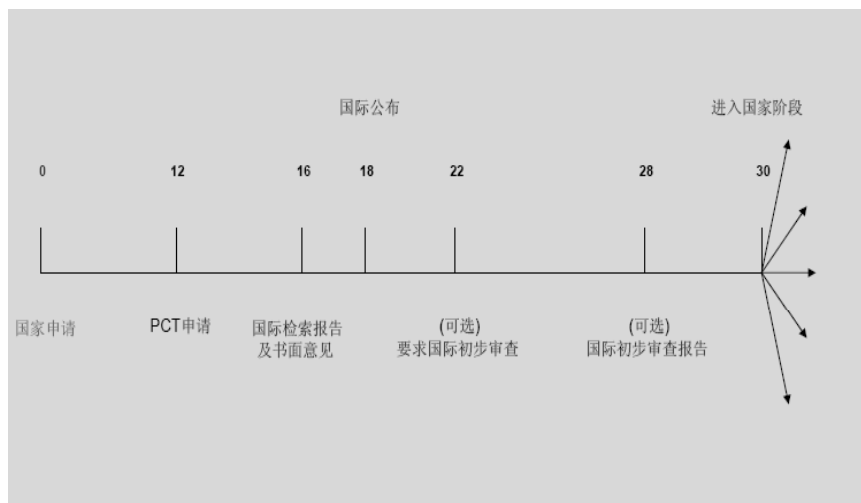 国际公布
进入国家阶段
0
12
16
18
22
28
30
国家申请
PCT申请
国际检索报告
及书面意见
(可选)
要求国际初步审查
(可选)
国际初步审查报告